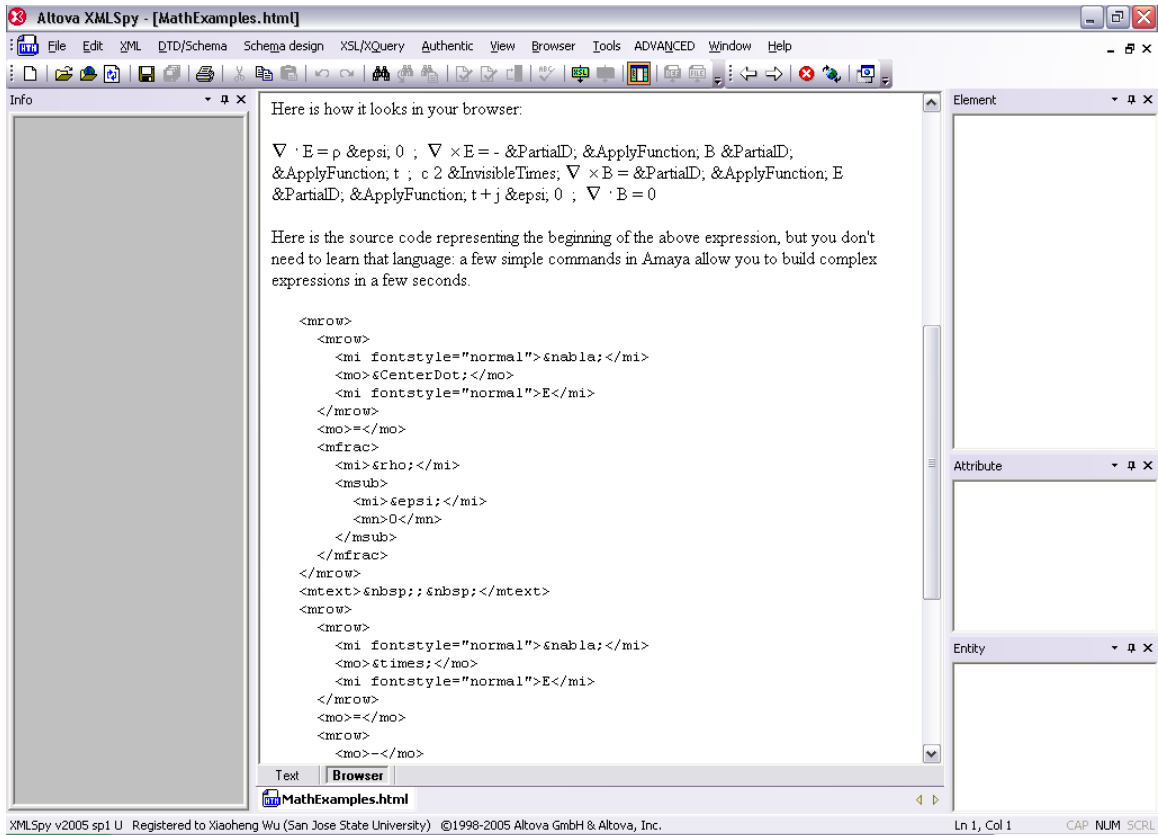 Altova XMLSpy - [MathExamples.html]
File Edit XML DTD/Schema Schema design XSL/XQuery Authentic View Browser Tools ADVANCED Window Help
Info
Element
Here is how it looks in your browser:
∇ · E = ρ &epsi; 0 ; ∇ × E = - &PartialD; &ApplyFunction; B &PartialD;
&ApplyFunction; t ; c 2 &InvisibleTimes; ∇ × B = &PartialD; &ApplyFunction; E
&PartialD; &ApplyFunction; t + j &epsi; 0 ; ∇ · B = 0
Here is the source code representing the beginning of the above expression, but you don't
need to learn that language: a few simple commands in Amaya allow you to build complex
expressions in a few seconds.
<mrow>
<mrow>
<mi fontstyle="normal">&nabla;</mi>
<mo>&CenterDot;</mo>
<mi fontstyle="normal">E</mi>
</mrow>
<mo>=</mo>
<mfrac>
<mi>&rho;</mi>
<msub>
<mi>&epsi;</mi>
<mn>0</mn>
</msub>
</mfrac>
</mrow>
<mtext>&nbsp;;&nbsp;</mtext>
<mrow>
<mrow>
<mi fontstyle="normal">&nabla;</mi>
<mo>&times;</mo>
<mi fontstyle="normal">E</mi>
</mrow>
<mo>=</mo>
<mrow>
<mo>-</mo>
Attribute
Entity
Text Browser
MathExamples.html
XMLSpy v2005 sp1 U Registered to Xiaoheng Wu (San Jose State University) ©1998-2005 Altova GmbH & Altova, Inc. Ln 1, Col 1 CAP NUM SCRL